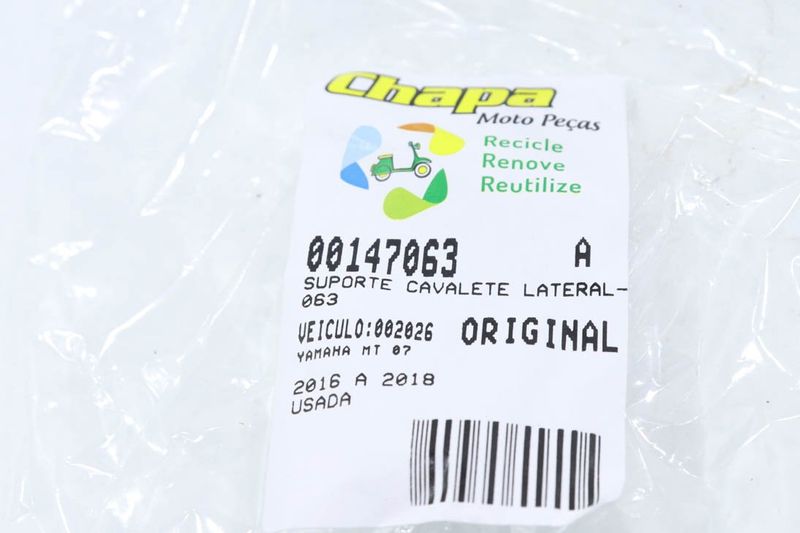 Chapa
Moto Peças
Recicle
Renove
Reutilize
00147063 A
SUPORTE CAVALETE LATERAL-
063
VEICULO:002026 ORIGINAL
YAMAHA MT 07
2016 A 2018
USADA